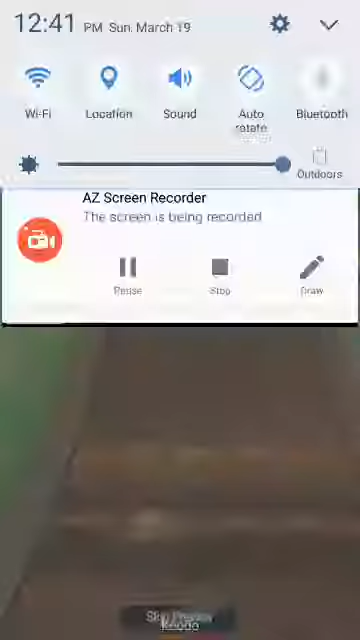 12:41 PM Sun, March 19
Wi-Fi
Location
Sound
Auto
rotate
Bluetooth
Outdoors
AZ Screen Recorder
The screen is being recorded
Pause
Stop
Draw